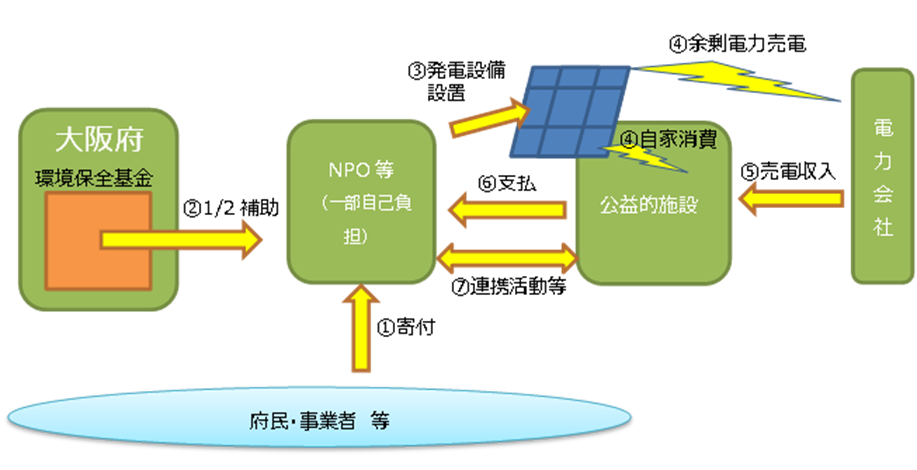 大阪府
環境保全基金
②1/2 補助
NPO 等
（一部自己負
担）
①寄付
府民・事業者　等
③発電設備
設置
④余剰電力売電
④自家消費
公益的施設
⑤売電収入
⑥支払
⑦連携活動等
電力会社